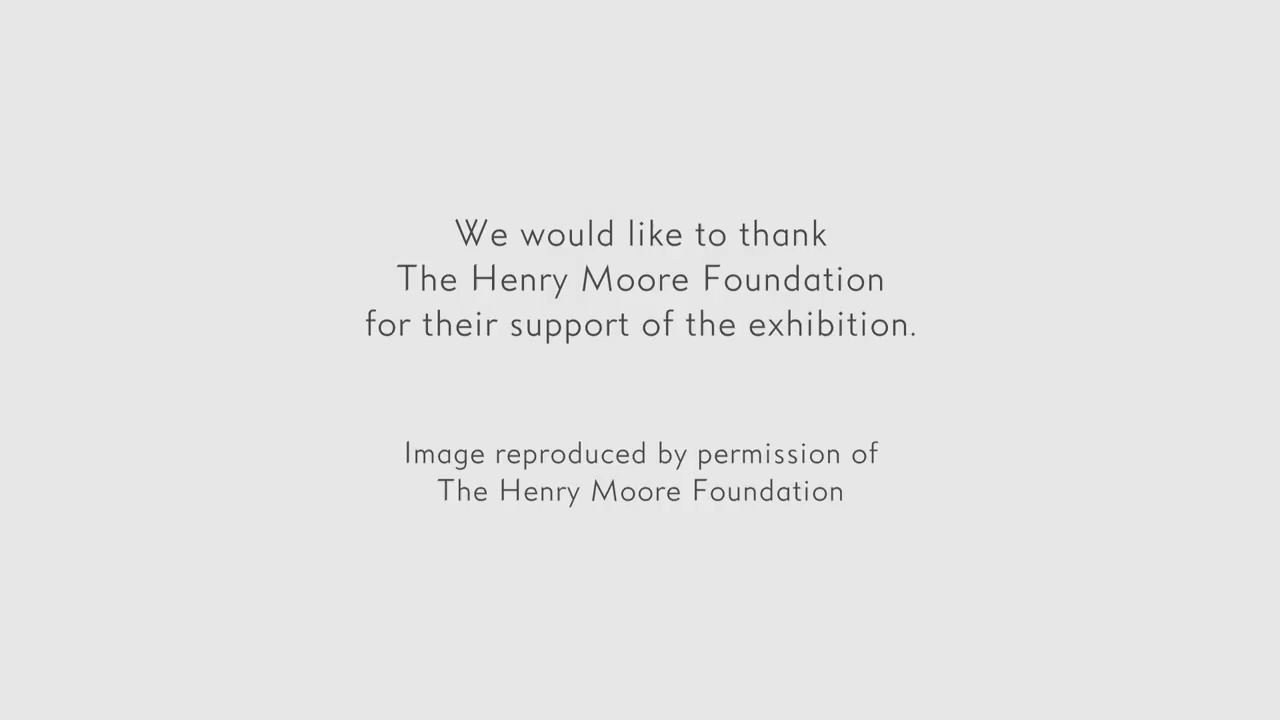 We would like to thank
The Henry Moore Foundation
for their support of the exhibition.
Image reproduced by permission of
The Henry Moore Foundation